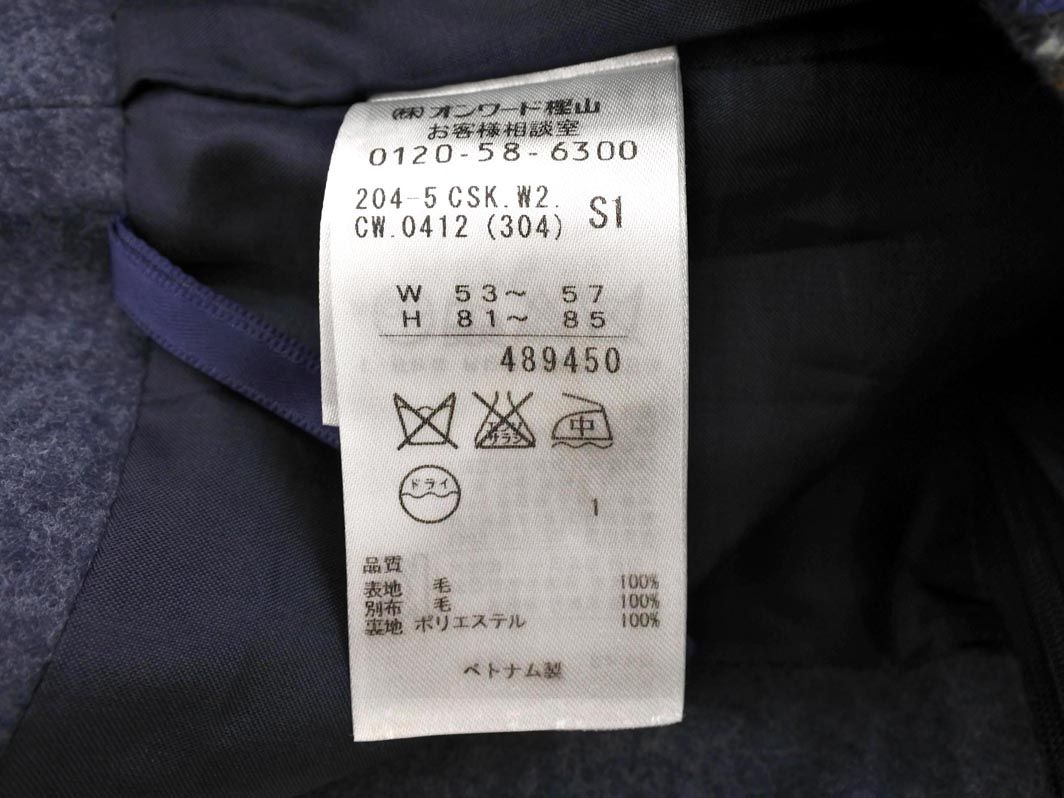 ㈱オンワード樫山
お客様相談室
0120-58-6300
204-5 CSK.W2.
CW.0412 (304) S1
W 53～ 57
H 81～ 85
489450
中
ドライ
1
品質
表地 毛 100%
別布 毛 100%
裏地 ポリエステル 100%
ベトナム製